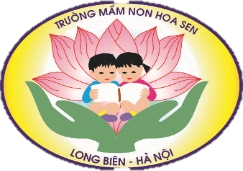 TRƯỜNG MẦM NON HOA SEN
LONG BIÊN - HÀ NỘI